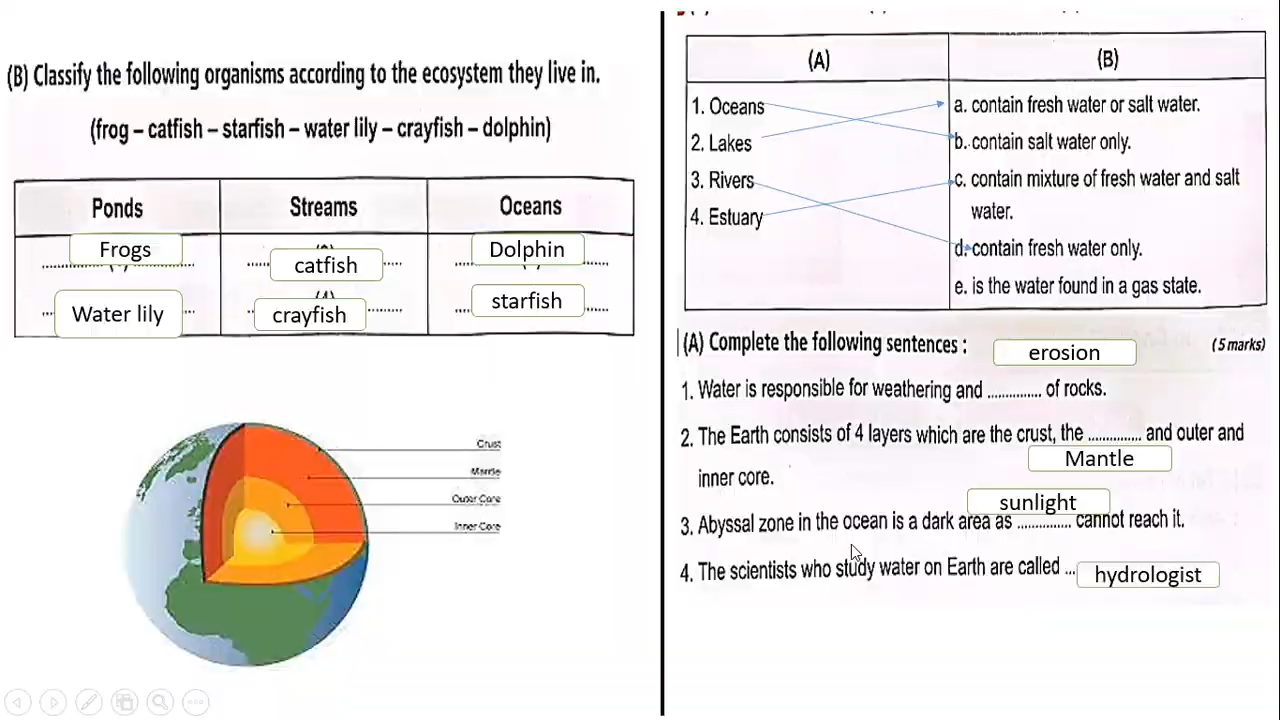 (B) Classify the following organisms according to the ecosystem they live in.
(frog – catfish – starfish – water lily – crayfish – dolphin)
Ponds Streams Oceans
Frogs catfish Dolphin
Water lily crayfish starfish
Crust
Mantle
Outer Core
Inner Core
(A) (B)
1. Oceans a. contain fresh water or salt water.
2. Lakes b. contain salt water only.
3. Rivers c. contain mixture of fresh water and salt
water.
4. Estuary d. contain fresh water only.
e. is the water found in a gas state.
(A) Complete the following sentences : erosion (5 marks)
1. Water is responsible for weathering and ............... of rocks.
2. The Earth consists of 4 layers which are the crust, the ............... and outer and
Mantle
inner core.
sunlight
3. Abyssal zone in the ocean is a dark area as ............... cannot reach it.
4. The scientists who study water on Earth are called ... hydrologist